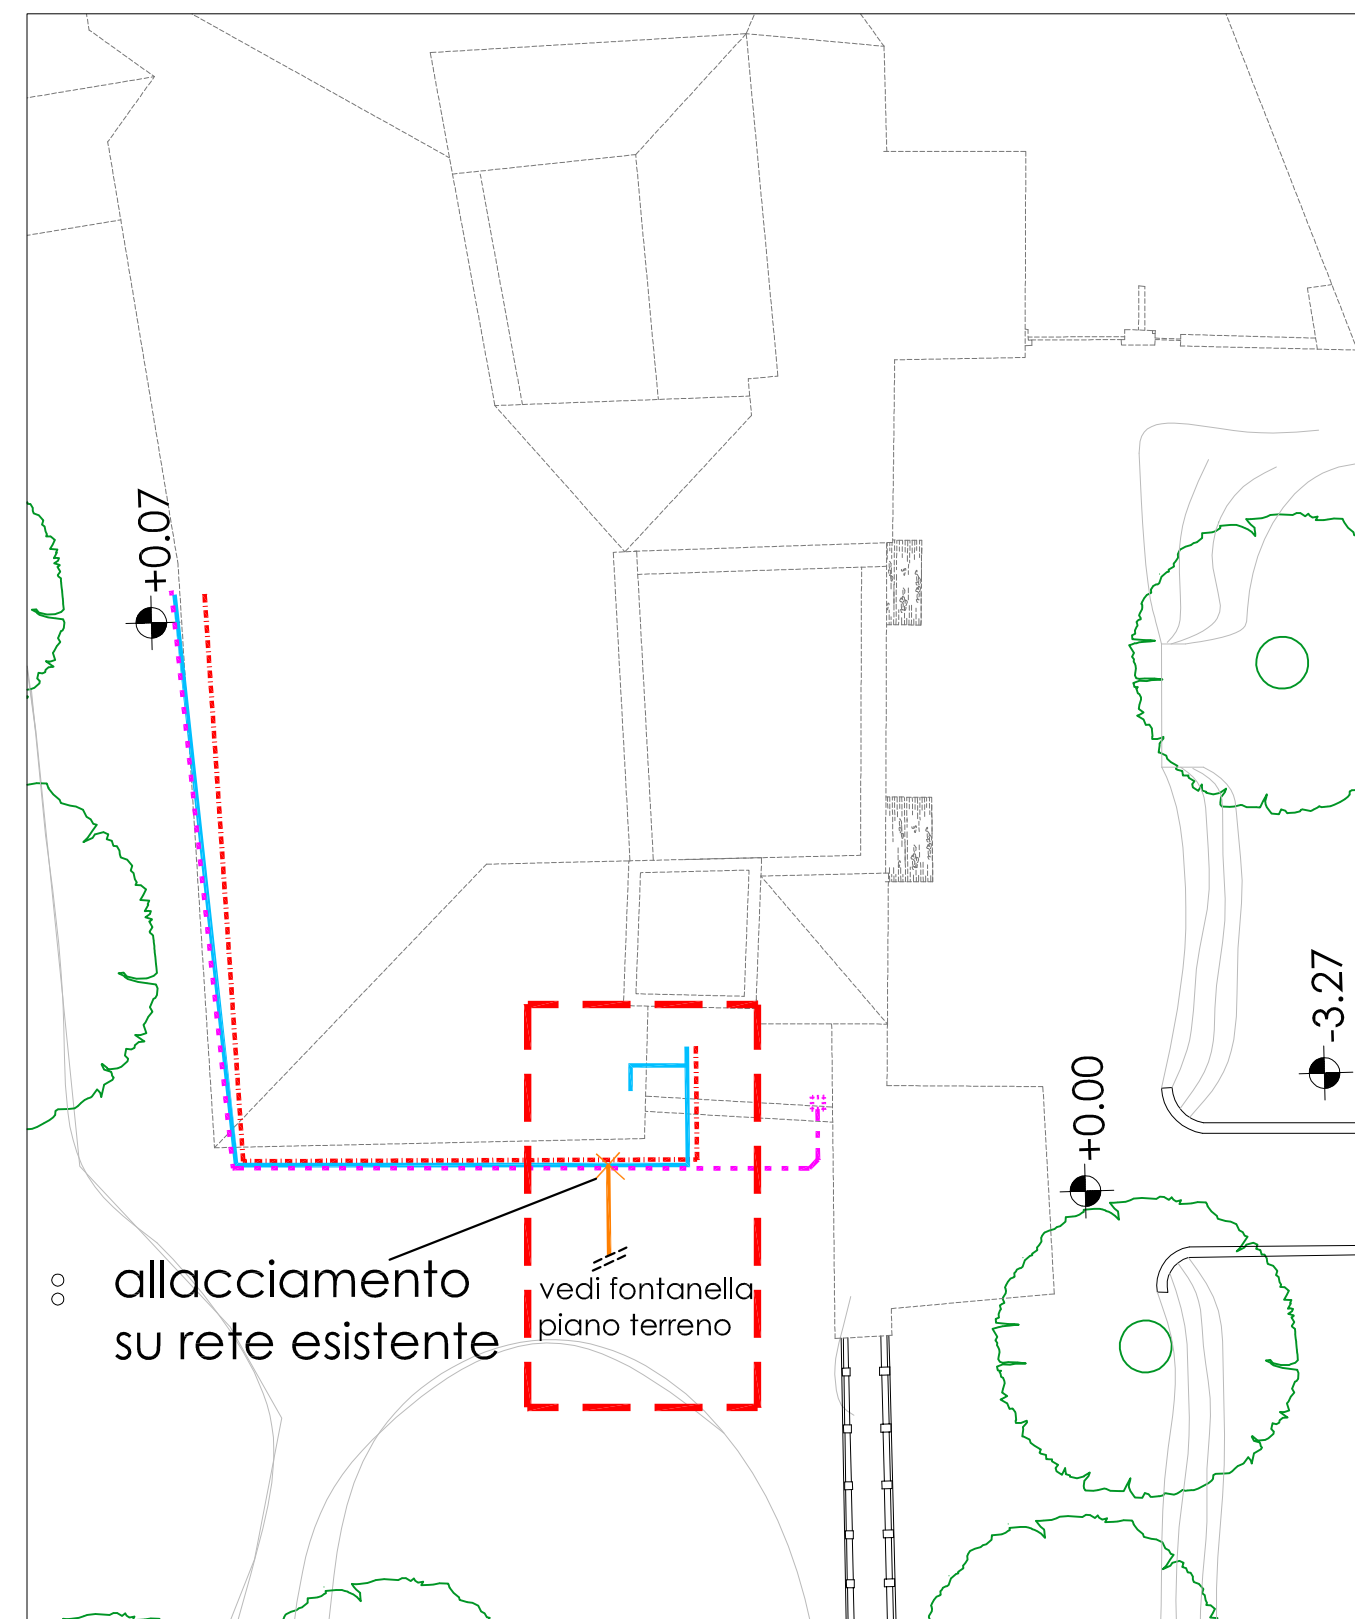 +0.07
-3.27
+0.00
allacciamento
su rete esistente
vedi fontanella
piano terreno